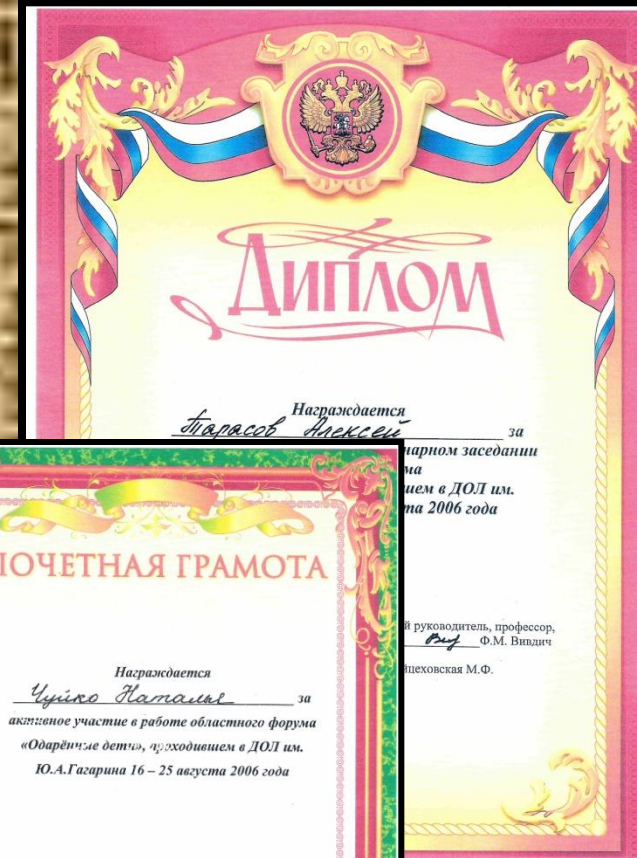 Диплом
Награждается
Тарасов Алексей за
нарном заседании
ма
шем в ДОЛ им.
та 2006 года
й руководитель, профессор,
Ф.М. Вивдич
йцеховская М.Ф.
ПОЧЕТНАЯ ГРАМОТА
Награждается
Чуйко Наталья за
активное участие в работе областного форума
«Одарённые дети», проходившем в ДОЛ им.
Ю.А.Гагарина 16 – 25 августа 2006 года